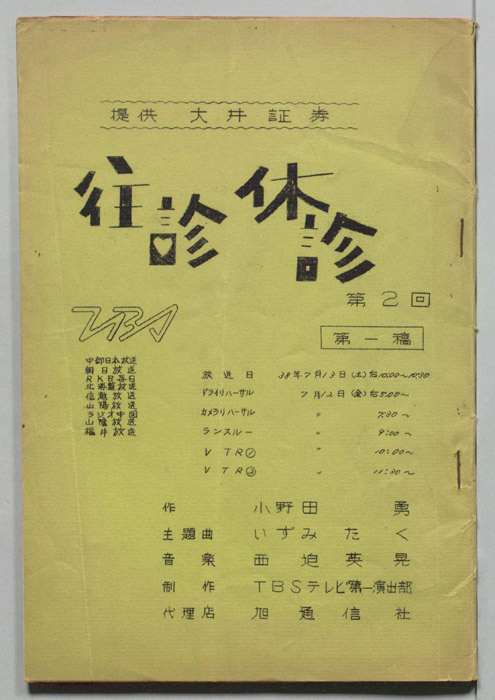 提供 大井証券
往診休診
第2回
TBS
第一稿
中部日本放送
朝日放送
RKB毎日
北海道放送
信越放送
山陽放送
ラジオ中国
山陰放送
福井放送
放送日 38年7月13日(土)后10.00〜10.30
ドライリハーサル 7月12日(金)后5.00〜
カメラリハーサル 〃 7.30〜
ランスルー 〃 9:00〜
VTR① 〃 10:00〜
VTR② 〃 11:30〜
作 小野田 勇
主題曲 いずみたく
音楽 西迫英晃
制作 TBSテレビ第一演出部
代理店 旭通信社